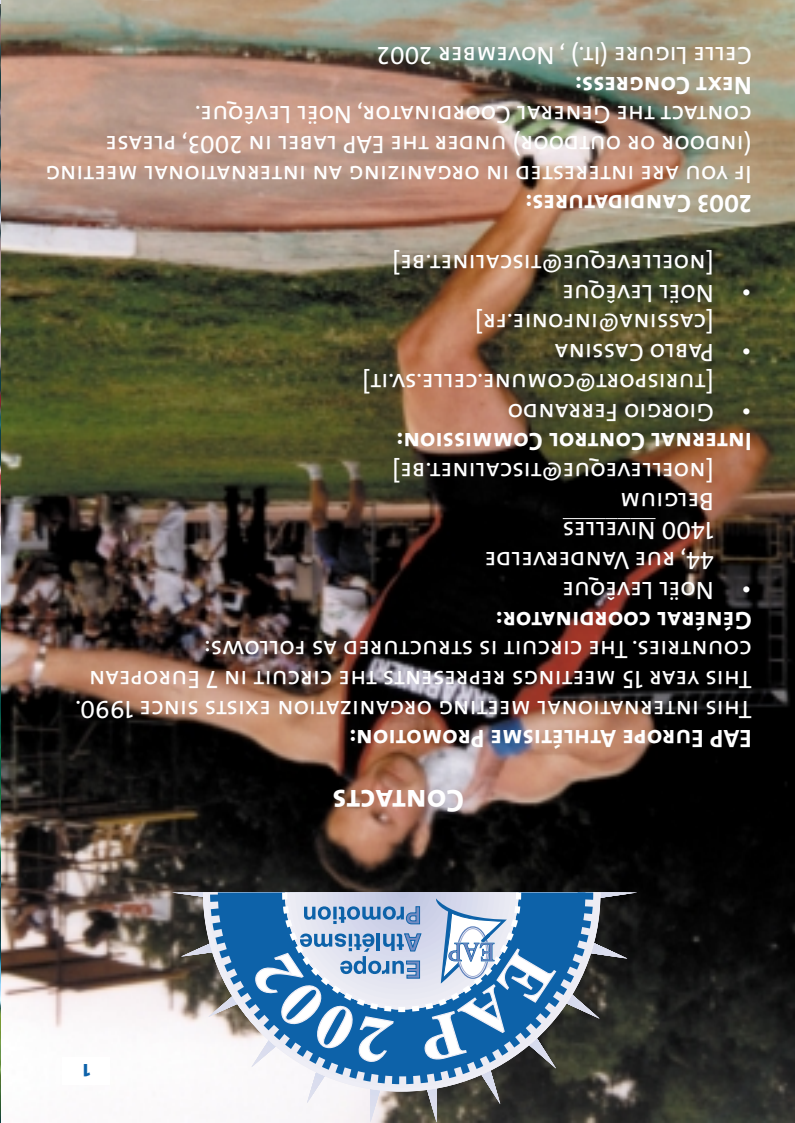 1
EAP 2002
Europe
Athlétisme
Promotion
EAP
CONTACTS
EAP EUROPE ATHLÉTISME PROMOTION:
THIS INTERNATIONAL MEETING ORGANIZATION EXISTS SINCE 1990.
THIS YEAR 15 MEETINGS REPRESENTS THE CIRCUIT IN 7 EUROPEAN
COUNTRIES. THE CIRCUIT IS STRUCTURED AS FOLLOWS:
GÉNÉRAL COORDINATOR:
• NOËL LEVÊQUE
44, RUE VANDERVELDE
1400 NIVELLES
BELGIUM
[NOELLEVEQUE@TISCALINET.BE]
INTERNAL CONTROL COMMISSION:
• GIORGIO FERRANDO
[TURISPORT@COMUNE.CELLE.SV.IT]
• PABLO CASSINA
[CASSINA@INFONIE.FR]
• NOËL LEVÊQUE
[NOELLEVEQUE@TISCALINET.BE]
2003 CANDIDATURES:
IF YOU ARE INTERESTED IN ORGANIZING AN INTERNATIONAL MEETING
(INDOOR OR OUTDOOR) UNDER THE EAP LABEL IN 2003, PLEASE
CONTACT THE GENERAL COORDINATOR, NOËL LEVÊQUE.
NEXT CONGRESS:
CELLE LIGURE (IT.) , NOVEMBER 2002
CARABINIERI